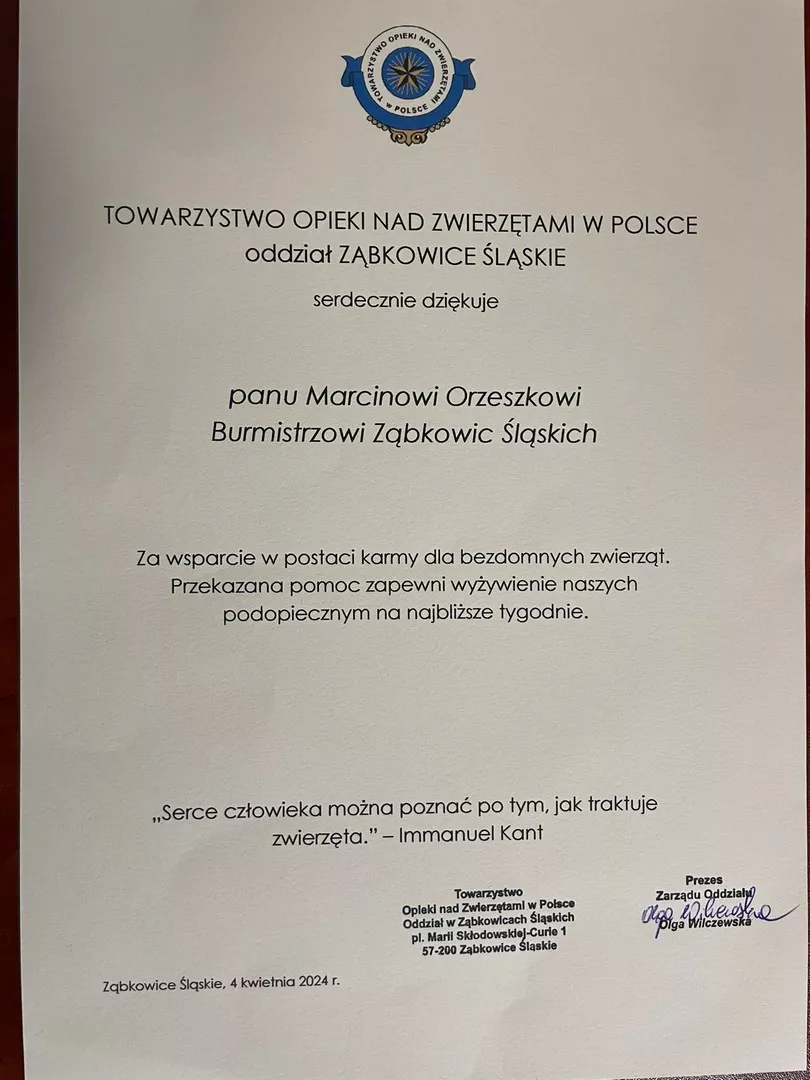 TOWARZYSTWO OPIEKI NAD ZWIERZĘTAMI
w POLSCE
TOWARZYSTWO OPIEKI NAD ZWIERZĘTAMI W POLSCE
oddział ZĄBKOWICE ŚLĄSKIE
serdecznie dziękuje
panu Marcinowi Orzeszkowi
Burmistrzowi Ząbkowic Śląskich
Za wsparcie w postaci karmy dla bezdomnych zwierząt.
Przekazana pomoc zapewni wyżywienie naszych
podopiecznym na najbliższe tygodnie.
„Serce człowieka można poznać po tym, jak traktuje
zwierzęta.” – Immanuel Kant
Towarzystwo
Opieki nad Zwierzętami w Polsce
Oddział w Ząbkowicach Śląskich
pl. Marii Skłodowskiej-Curie 1
57-200 Ząbkowice Śląskie
Prezes
Zarządu Oddziału
Olga Wilczewska
Olga Wilczewska
Ząbkowice Śląskie, 4 kwietnia 2024 r.